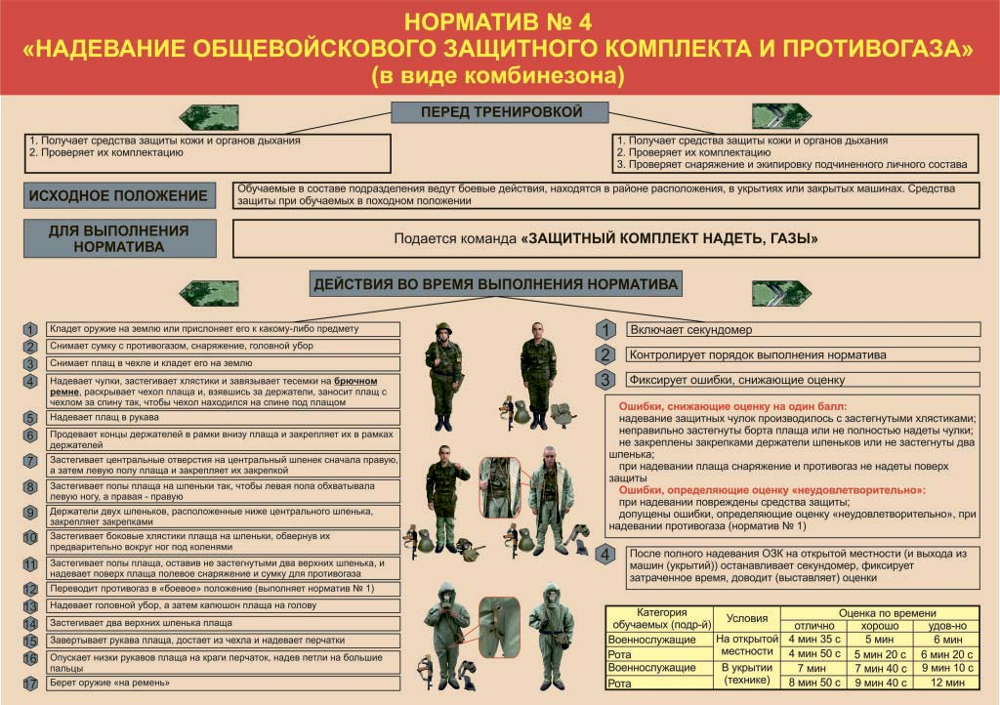 НОРМАТИВ № 4
«НАДЕВАНИЕ ОБЩЕВОЙСКОВОГО ЗАЩИТНОГО КОМПЛЕКТА И ПРОТИВОГАЗА»
(в виде комбинезона)
ПЕРЕД ТРЕНИРОВКОЙ
1. Получает средства защиты кожи и органов дыхания
2. Проверяет их комплектацию
1. Получает средства защиты кожи и органов дыхания
2. Проверяет их комплектацию
3. Проверяет снаряжение и экипировку подчиненного личного состава
ИСХОДНОЕ ПОЛОЖЕНИЕ
Обучаемые в составе подразделения ведут боевые действия, находятся в районе расположения, в укрытиях или закрытых машинах. Средства
защиты при обучаемых в походном положении
ДЛЯ ВЫПОЛНЕНИЯ
НОРМАТИВА
Подается команда «ЗАЩИТНЫЙ КОМПЛЕКТ НАДЕТЬ, ГАЗЫ»
ДЕЙСТВИЯ ВО ВРЕМЯ ВЫПОЛНЕНИЯ НОРМАТИВА
1 Кладет оружие на землю или прислоняет его к какому-либо предмету
2 Снимает сумку с противогазом, снаряжение, головной убор
3 Снимает плащ в чехле и кладет его на землю
4 Надевает чулки, застегивает хлястики и завязывает тесемки на брючном
ремне, раскрывает чехол плаща и, взявшись за держатели, заносит плащ с
чехлом за спину так, чтобы чехол находился на спине под плащом
5 Надевает плащ в рукава
6 Продевает концы держателей в рамки внизу плаща и закрепляет их в рамках
держателей
7 Застегивает центральные отверстия на центральный шпенек сначала правую,
а затем левую полу плаща и закрепляет их закрепкой
8 Застегивает полы плаща на шпеньки так, чтобы левая пола обхватывала
левую ногу, а правая - правую
9 Держатели двух шпеньков, расположенные ниже центрального шпенька,
закрепляет закрепками
10 Застегивает боковые хлястики плаща на шпеньки, обвернув их
предварительно вокруг ног под коленями
11 Застегивает полы плаща, оставив не застегнутыми два верхних шпенька, и
надевает поверх плаща полевое снаряжение и сумку для противогаза
12 Переводит противогаз в «боевое» положение (выполняет норматив № 1)
13 Надевает головной убор, а затем капюшон плаща на голову
14 Застегивает два верхних шпенька плаща
15 Завертывает рукава плаща, достает из чехла и надевает перчатки
16 Опускает низки рукавов плаща на краги перчаток, надев петли на большие
пальцы
17 Берет оружие «на ремень»
1 Включает секундомер
2 Контролирует порядок выполнения норматива
3 Фиксирует ошибки, снижающие оценку
Ошибки, снижающие оценку на один балл:
надевание защитных чулок производилось с застегнутыми хлястиками;
неправильно застегнуты борта плаща или не полностью надеты чулки;
не закреплены закрепками держатели шпеньков или не застегнуты два
шпенька;
при надевании плаща снаряжение и противогаз не надеты поверх
защиты
Ошибки, определяющие оценку «неудовлетворительно»:
при надевании повреждены средства защиты;
допущены ошибки, определяющие оценку «неудовлетворительно», при
надевании противогаза (норматив № 1)
4 После полного надевания ОЗК на открытой местности (и выхода из
машин (укрытий)) останавливает секундомер, фиксирует
затраченное время, доводит (выставляет) оценки
Категория обучаемых (подр-й) Условия Оценка по времени
отлично хорошо удов-но
Военнослужащие На открытой местности 4 мин 35 с 5 мин 6 мин
Рота 4 мин 50 с 5 мин 20 с 6 мин 20 с
Военнослужащие В укрытии (технике) 7 мин 7 мин 40 с 9 мин 10 с
Рота 8 мин 50 с 9 мин 40 с 12 мин